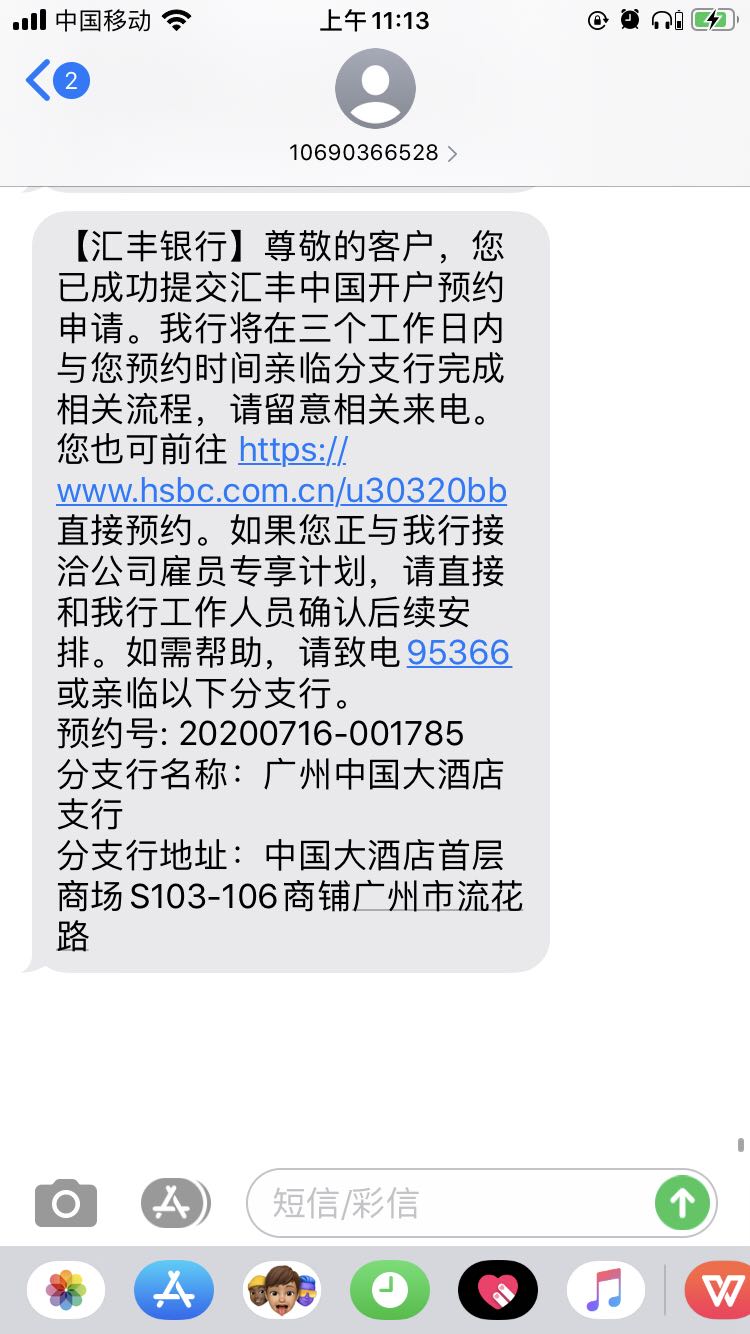 中国移动 上午11:13
2
10690366528
【汇丰银行】尊敬的客户，您
已成功提交汇丰中国开户预约
申请。我行将在三个工作日内
与您预约时间亲临分支行完成
相关流程，请留意相关来电。
您也可前往 https://
www.hsbc.com.cn/u30320bb
直接预约。如果您正与我行接
洽公司雇员专享计划，请直接
和我行工作人员确认后续安
排。如需帮助，请致电95366
或亲临以下分支行。
预约号: 20200716-001785
分支行名称：广州中国大酒店
支行
分支行地址：中国大酒店首层
商场S103-106商铺广州市流花
路
短信/彩信